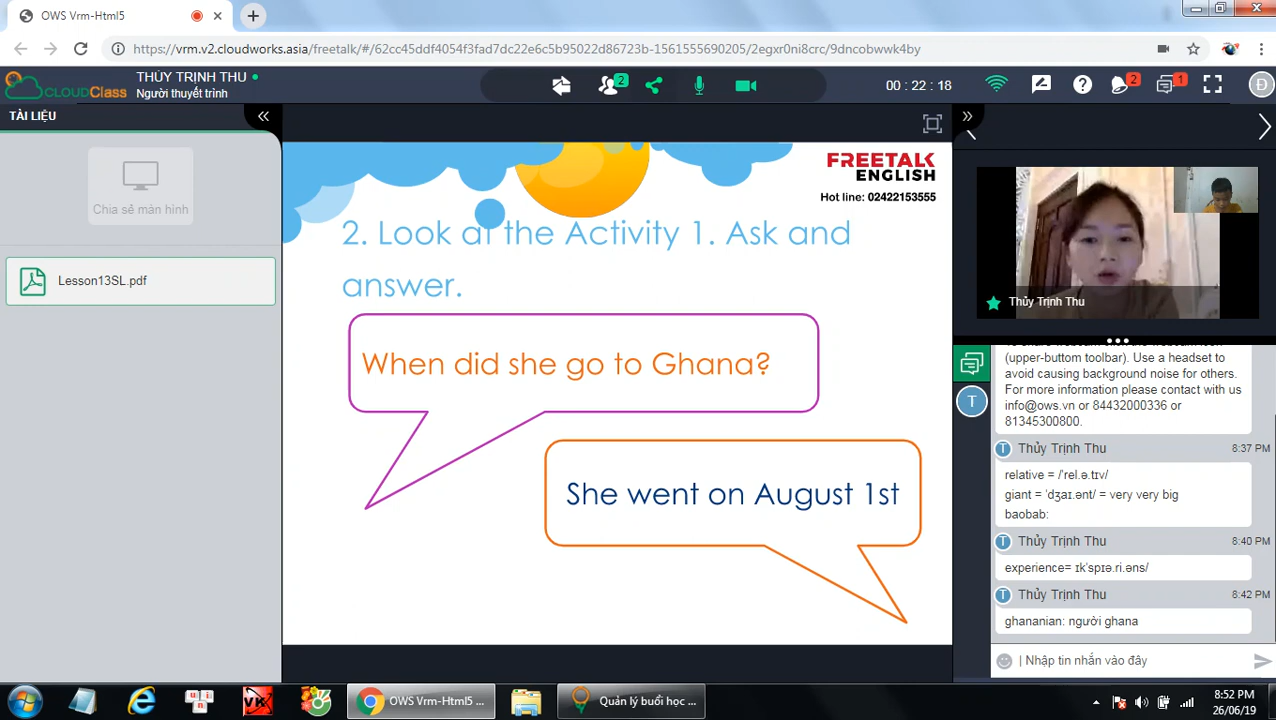 OWS Vrm-Html5
https://vrm.v2.cloudworks.asia/freetalk/#/62cc45ddf4054f3fad7dc22e6c5b95022d86723b-1561555690205/2egxr0ni8crc/9dncobwwk4by
CLOUDClass
THỦY TRỊNH THU
Người thuyết trình
2
00 : 22 : 18
2
1
Đ
TÀI LIỆU
Chia sẻ màn hình
Lesson13SL.pdf
FREETALK
ENGLISH
Hot line: 02422153555
2. Look at the Activity 1. Ask and
answer.
When did she go to Ghana?
She went on August 1st
Thủy Trịnh Thu
(upper-buttom toolbar). Use a headset to
avoid causing background noise for others.
For more information please contact with us
info@ows.vn or 84432000336 or
81345300800.
T
T Thủy Trịnh Thu 8:37 PM
relative = /ˈrel.ə.tɪv/
giant = ˈdʒaɪ.ənt/ = very very big
baobab:
T Thủy Trịnh Thu 8:40 PM
experience= ɪkˈspɪə.ri.əns/
T Thủy Trịnh Thu 8:42 PM
ghananian: người ghana
Nhập tin nhắn vào đây
OWS Vrm-Html5 ...
Quản lý buổi học ...
8:52 PM
26/06/19